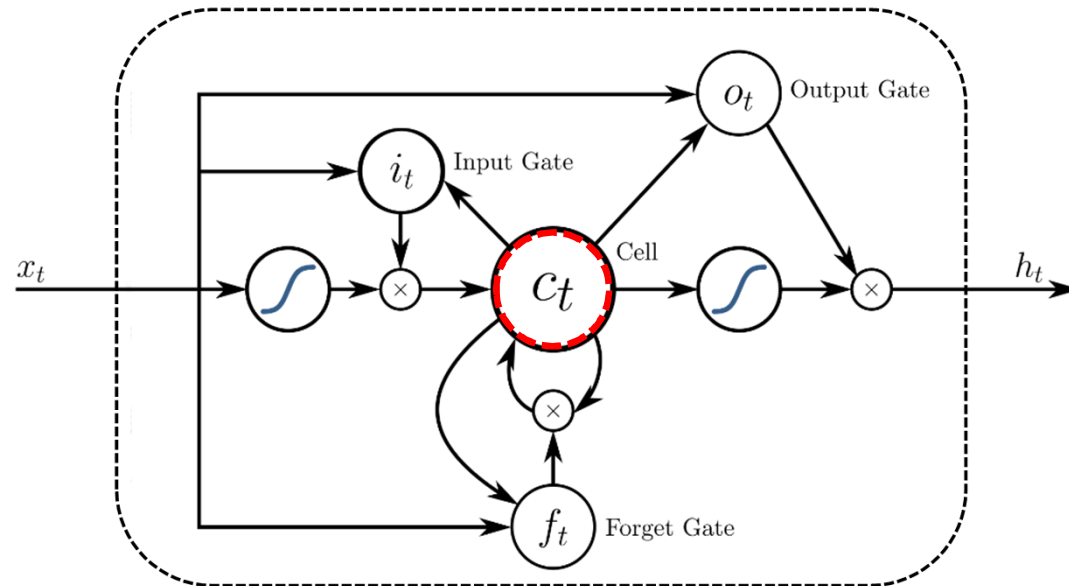 o_t Output Gate
i_t Input Gate
Cell
x_t
×
c_t
×
h_t
×
f_t Forget Gate